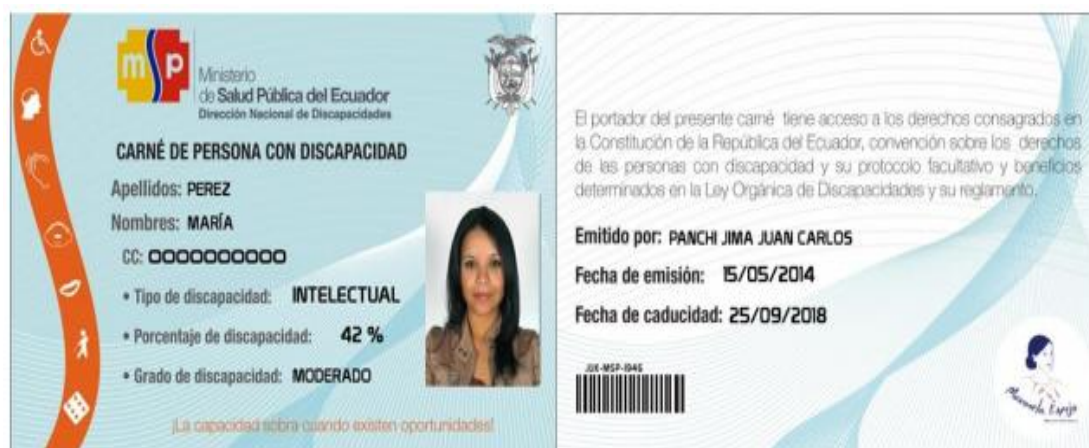 msp
Ministerio
de Salud Pública del Ecuador
Dirección Nacional de Discapacidades
CARNÉ DE PERSONA CON DISCAPACIDAD
Apellidos: PEREZ
Nombres: MARÍA
CC: 0000000000
• Tipo de discapacidad: INTELECTUAL
• Porcentaje de discapacidad: 42 %
• Grado de discapacidad: MODERADO
¡La capacidad sobra cuando existen oportunidades!
El portador del presente carné tiene acceso a los derechos consagrados en
la Constitución de la República del Ecuador, convención sobre los derechos
de las personas con discapacidad y su protocolo facultativo y beneficios
determinados en la Ley Orgánica de Discapacidades y su reglamento.
Emitido por: PANCHI JIMA JUAN CARLOS
Fecha de emisión: 15/05/2014
Fecha de caducidad: 25/09/2018
Manuela Espejo